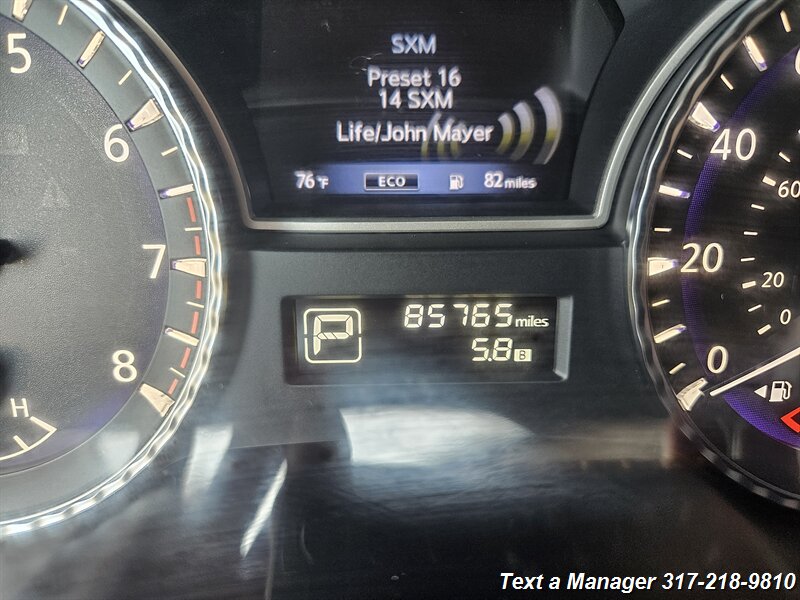 SXM
Preset 16
14 SXM
Life/John Mayer
76°F ECO 82 miles
5
6
7
8
H
P
85765 miles
5.8 B
40
20
0
60
20
0
Text a Manager 317-218-9810